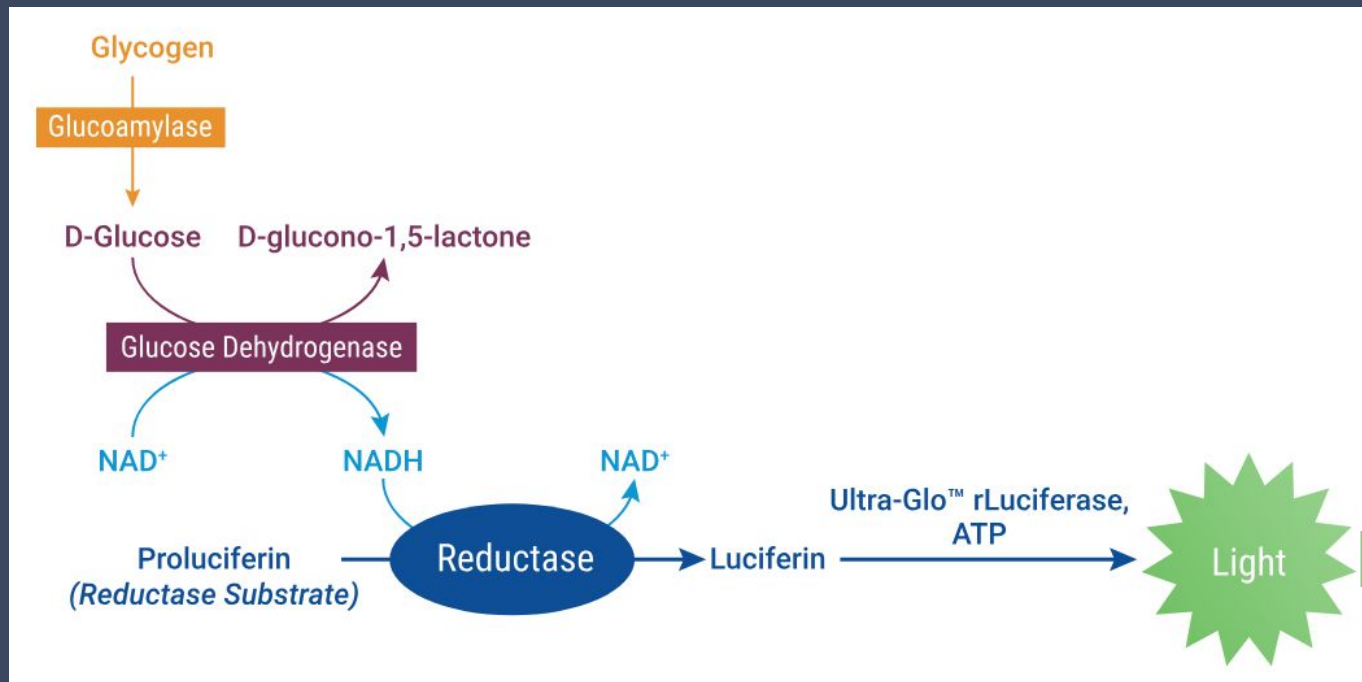 Glycogen
Glucoamylase
D-Glucose
D-glucono-1,5-lactone
Glucose Dehydrogenase
NAD⁺
NADH
NAD⁺
Proluciferin
(Reductase Substrate)
Reductase
Luciferin
Ultra-Glo™ rLuciferase,
ATP
Light